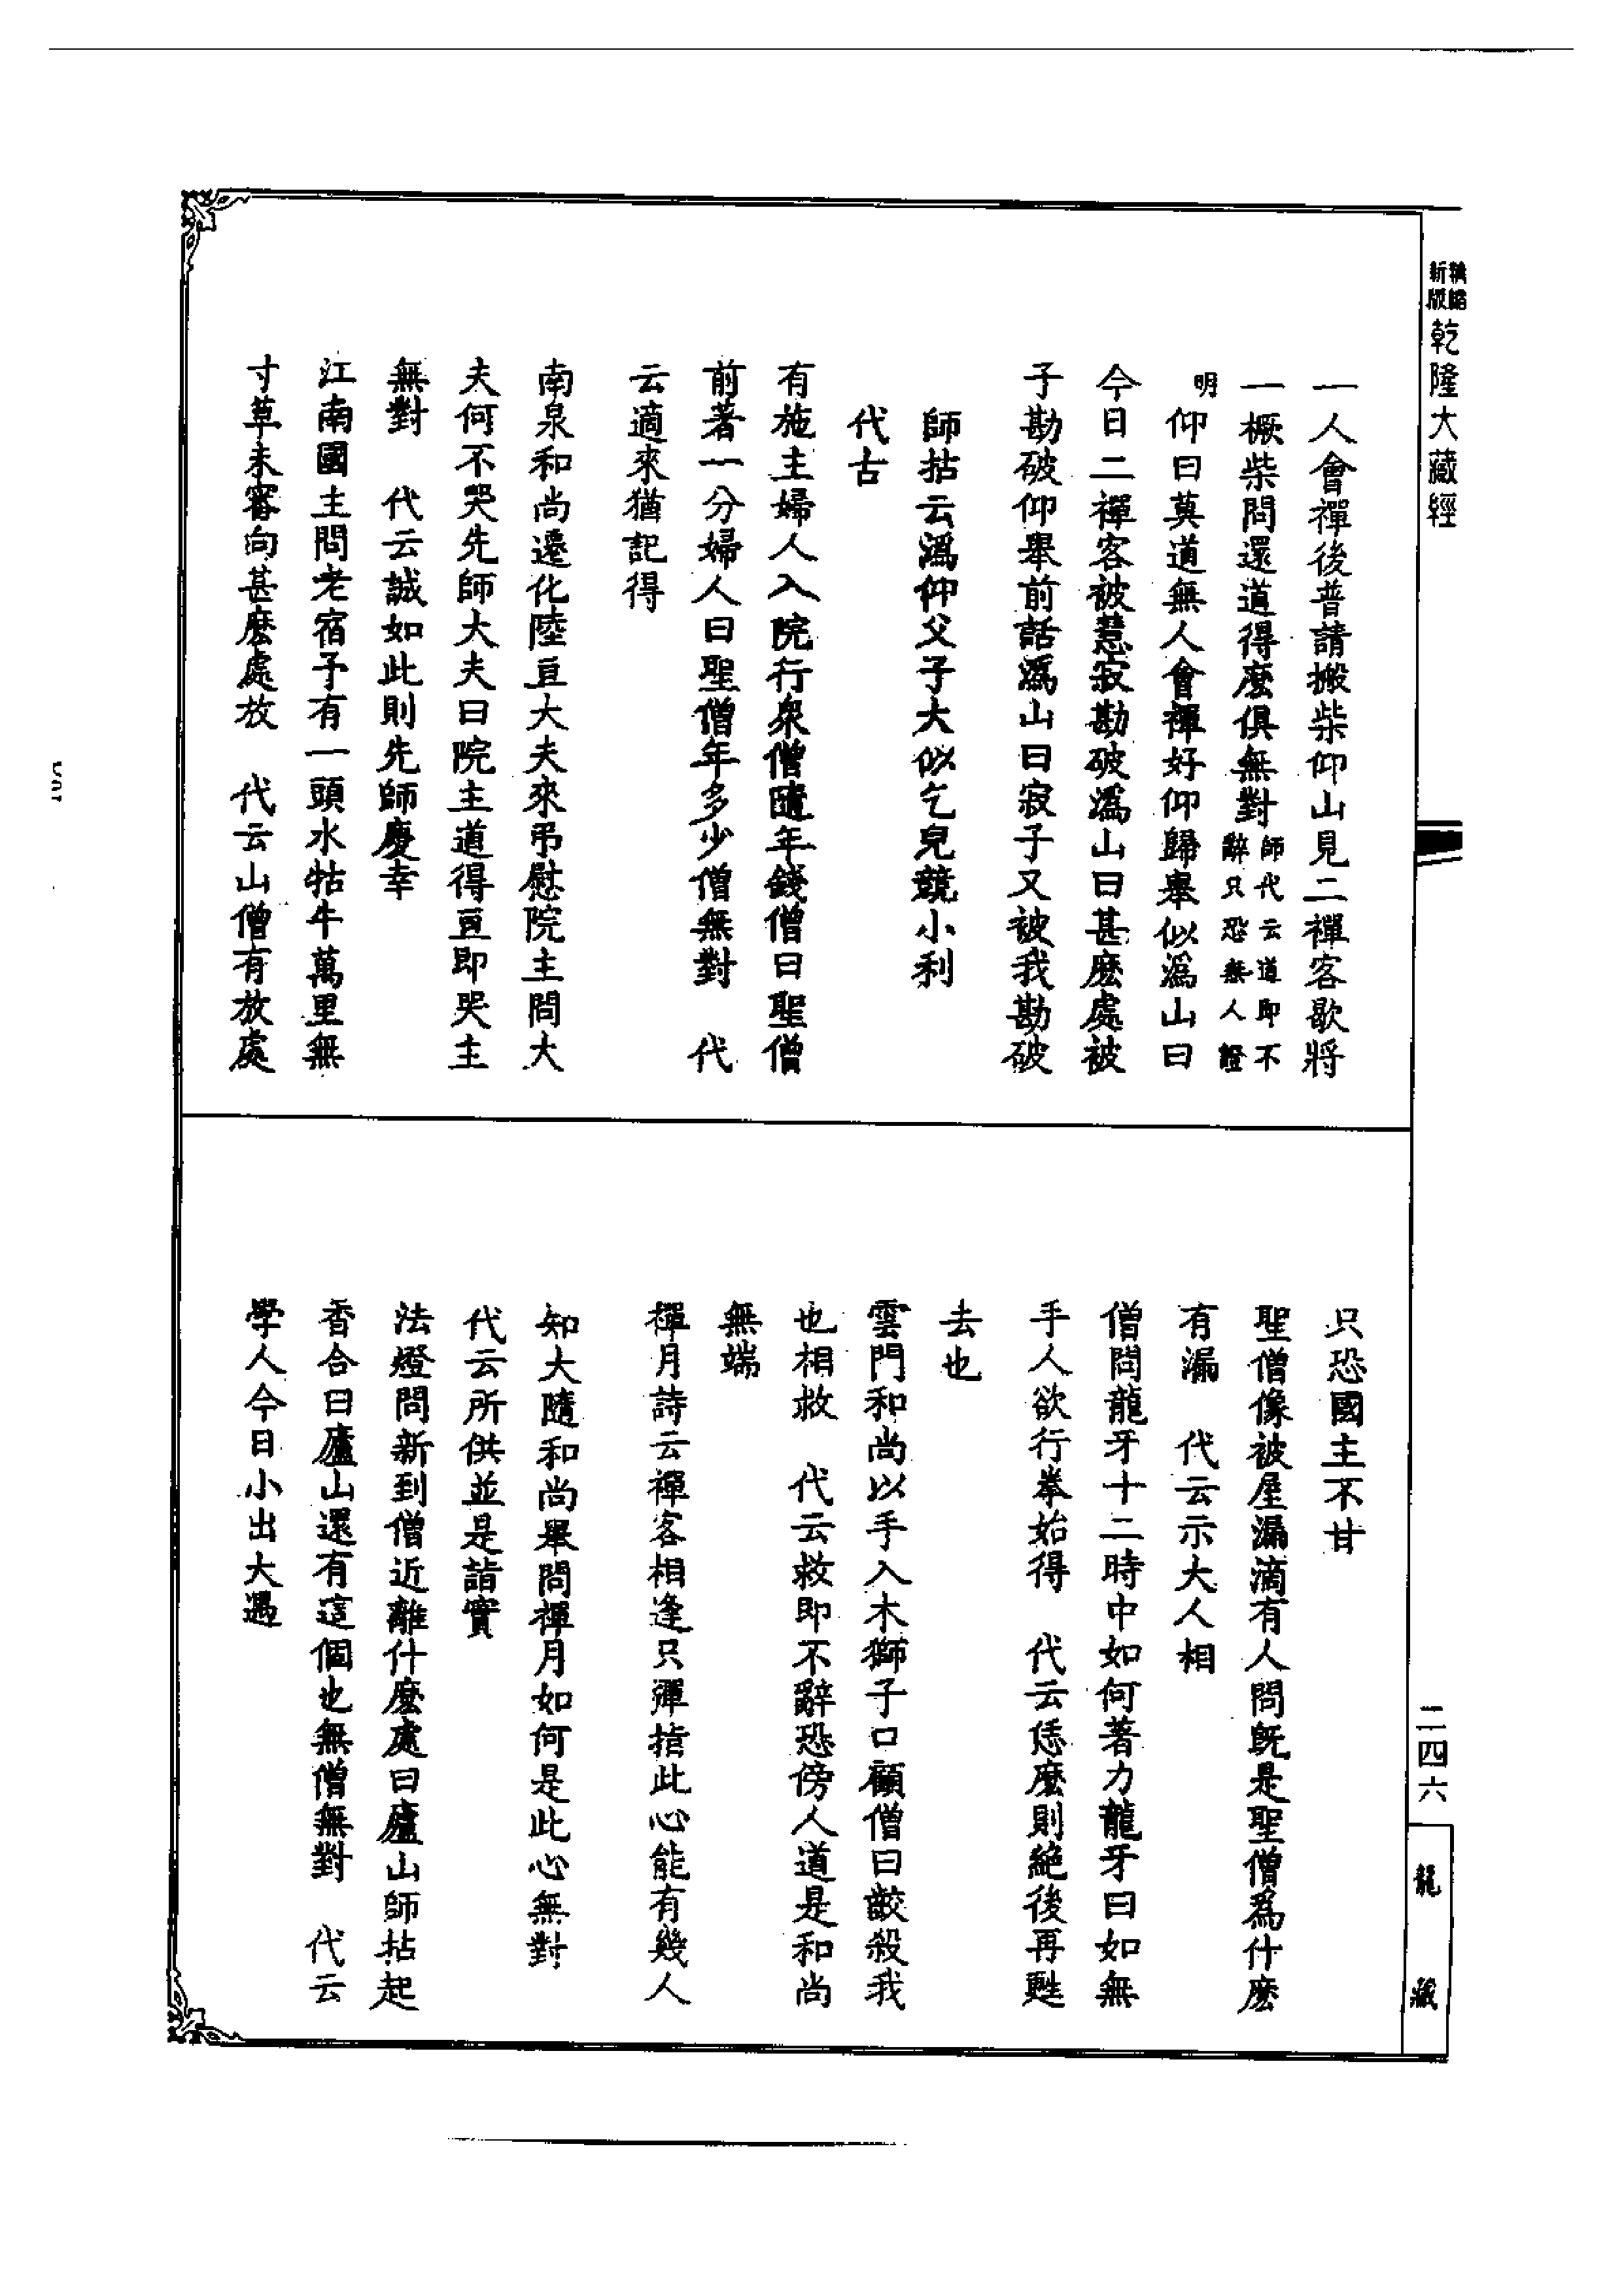 新版
乾隆大藏經
一人會禪後普請搬柴仰山見二禪客歇將
一橛柴問還道得麼俱無對師代云道即不
辭只恐無人證
明仰曰莫道無人會禪好仰歸舉似溈山曰
今日二禪客被慧寂勘破溈山曰甚麼處被
子勘破仰舉前話溈山曰寂子又被我勘破
師拈云溈仰父子大似乞兒競小利
代古
有施主婦人入院行衆僧隨年錢僧曰聖僧
前著一分婦人曰聖僧年多少僧無對　代
云適來猶記得
南泉和尚遷化陸亘大夫來弔慰院主問大
夫何不哭先師大夫曰院主道得亘即哭主
無對　代云誠如此則先師慶幸
江南國主問老宿予有一頭水牯牛萬里無
寸草未審向甚麼處放　代云山僧有放處
只恐國主不甘
聖僧像被屋漏滴有人問既是聖僧爲什麼
有漏　代云示大人相
僧問龍牙十二時中如何著力龍牙曰如無
手人欲行拳始得　代云恁麼則絶後再甦
去也
雲門和尚以手入木獅子口顧僧曰齩殺我
也相救　代云救即不辭恐傍人道是和尚
無端
禪月詩云禪客相逢只彈指此心能有幾人
知大隨和尚舉問禪月如何是此心無對
代云所供並是詣實
法燈問新到僧近離什麼處曰廬山師拈起
香合曰廬山還有這個也無僧無對　代云
學人今日小出大遇
二四六
龍藏